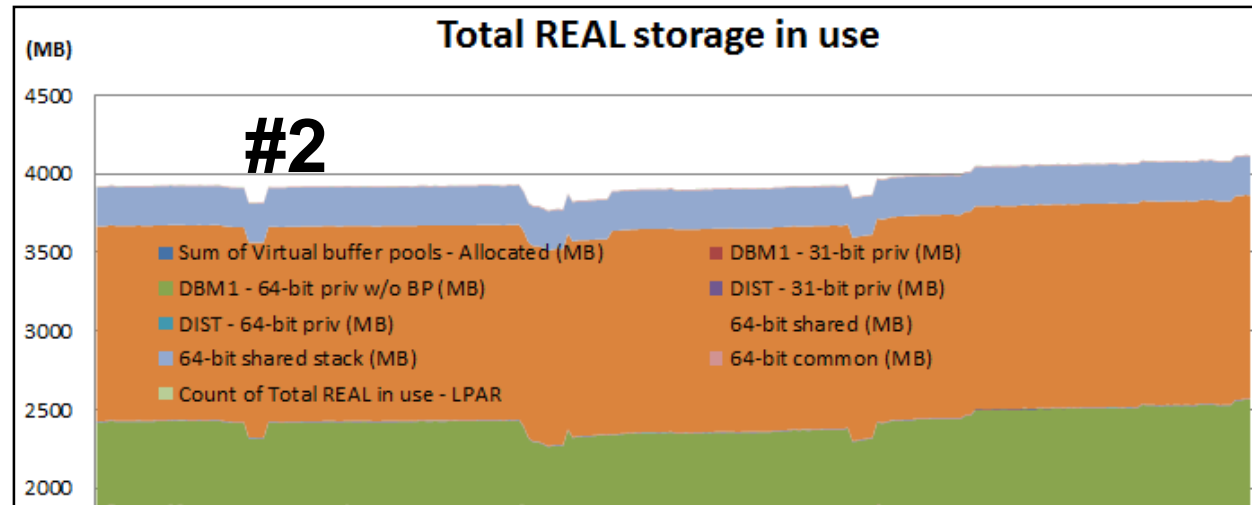 Total REAL storage in use
(MB)
4500
#2
4000
3500
Sum of Virtual buffer pools - Allocated (MB) DBM1 - 31-bit priv (MB)
DBM1 - 64-bit priv w/o BP (MB) DIST - 31-bit priv (MB)
3000
DIST - 64-bit priv (MB) 64-bit shared (MB)
64-bit shared stack (MB) 64-bit common (MB)
Count of Total REAL in use - LPAR
2500
2000